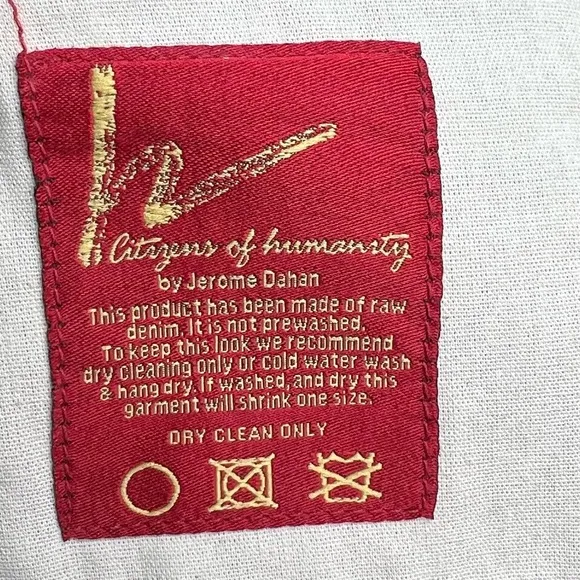 h
Citizens of humanity
by Jerome Dahan
This product has been made of raw
denim. It is not prewashed.
To keep this look we recommend
dry cleaning only or cold water wash
& hang dry. If washed, and dry this
garment will shrink one size.
DRY CLEAN ONLY